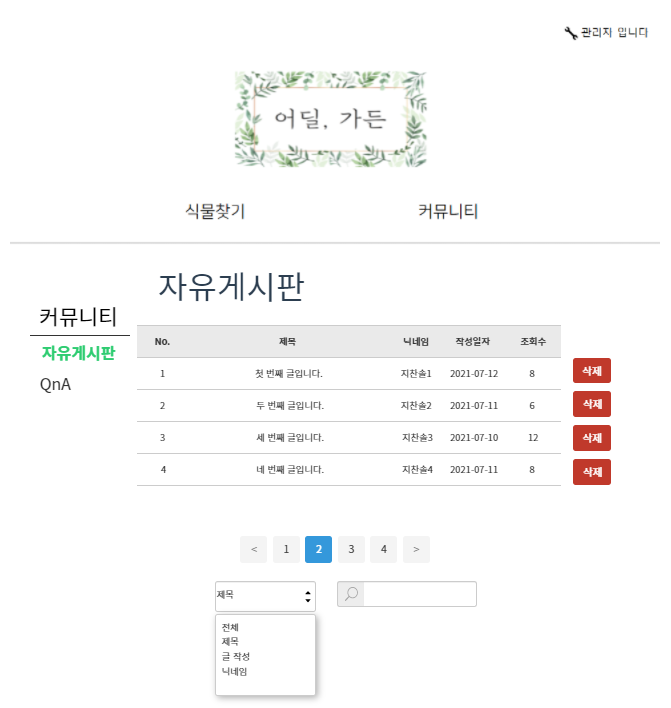 관리자 입니다
어딜, 가든
식물찾기 커뮤니티
자유게시판
커뮤니티
자유게시판
QnA
No. 제목 닉네임 작성일자 조회수
1 첫 번째 글입니다. 지찬솔1 2021-07-12 8 삭제
2 두 번째 글입니다. 지찬솔2 2021-07-11 6 삭제
3 세 번째 글입니다. 지찬솔3 2021-07-10 12 삭제
4 네 번째 글입니다. 지찬솔4 2021-07-11 8 삭제
< 1 2 3 4 >
제목
전체
제목
글 작성
닉네임